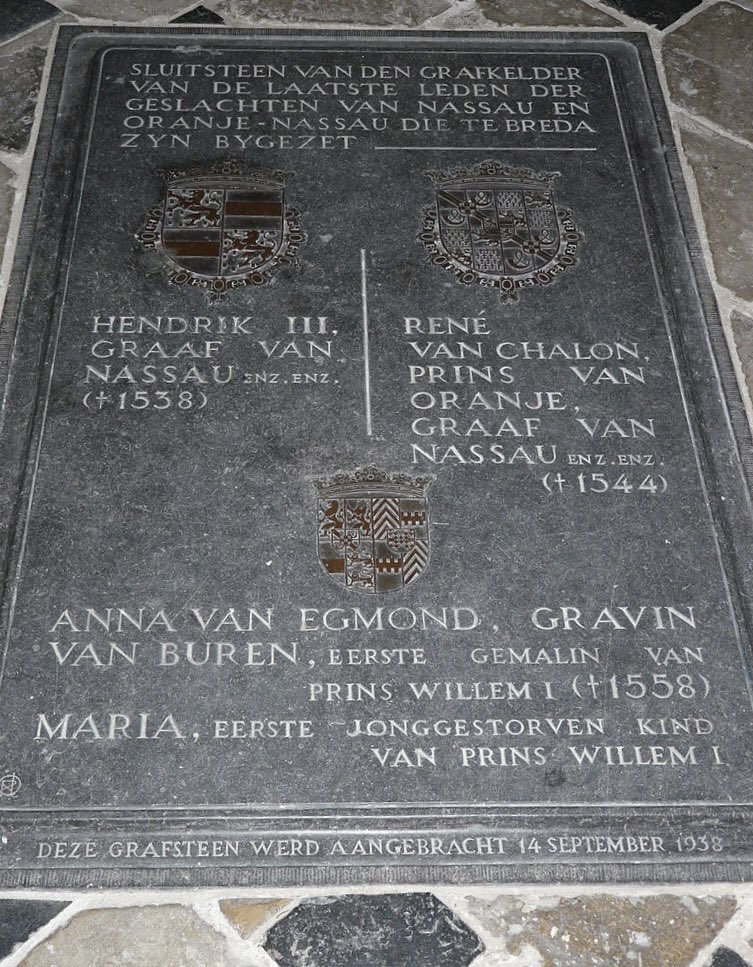 SLUITSTEEN VAN DEN GRAFKELDER
VAN DE LAATSTE LEDEN DER
GESLACHTEN VAN NASSAU EN
ORANJE-NASSAU DIE TE BREDA
ZYN BYGEZET
HENDRIK III,
GRAAF VAN
NASSAU ENZ.ENZ.
(†1538)
RENÉ
VAN CHALON,
PRINS VAN
ORANJE,
GRAAF VAN
NASSAU ENZ.ENZ.
(†1544)
ANNA VAN EGMOND, GRAVIN
VAN BUREN, EERSTE GEMALIN VAN
PRINS WILLEM I (†1558)
MARIA, EERSTE JONGGESTORVEN KIND
VAN PRINS WILLEM I
DEZE GRAFSTEEN WERD AANGEBRACHT 14 SEPTEMBER 1938